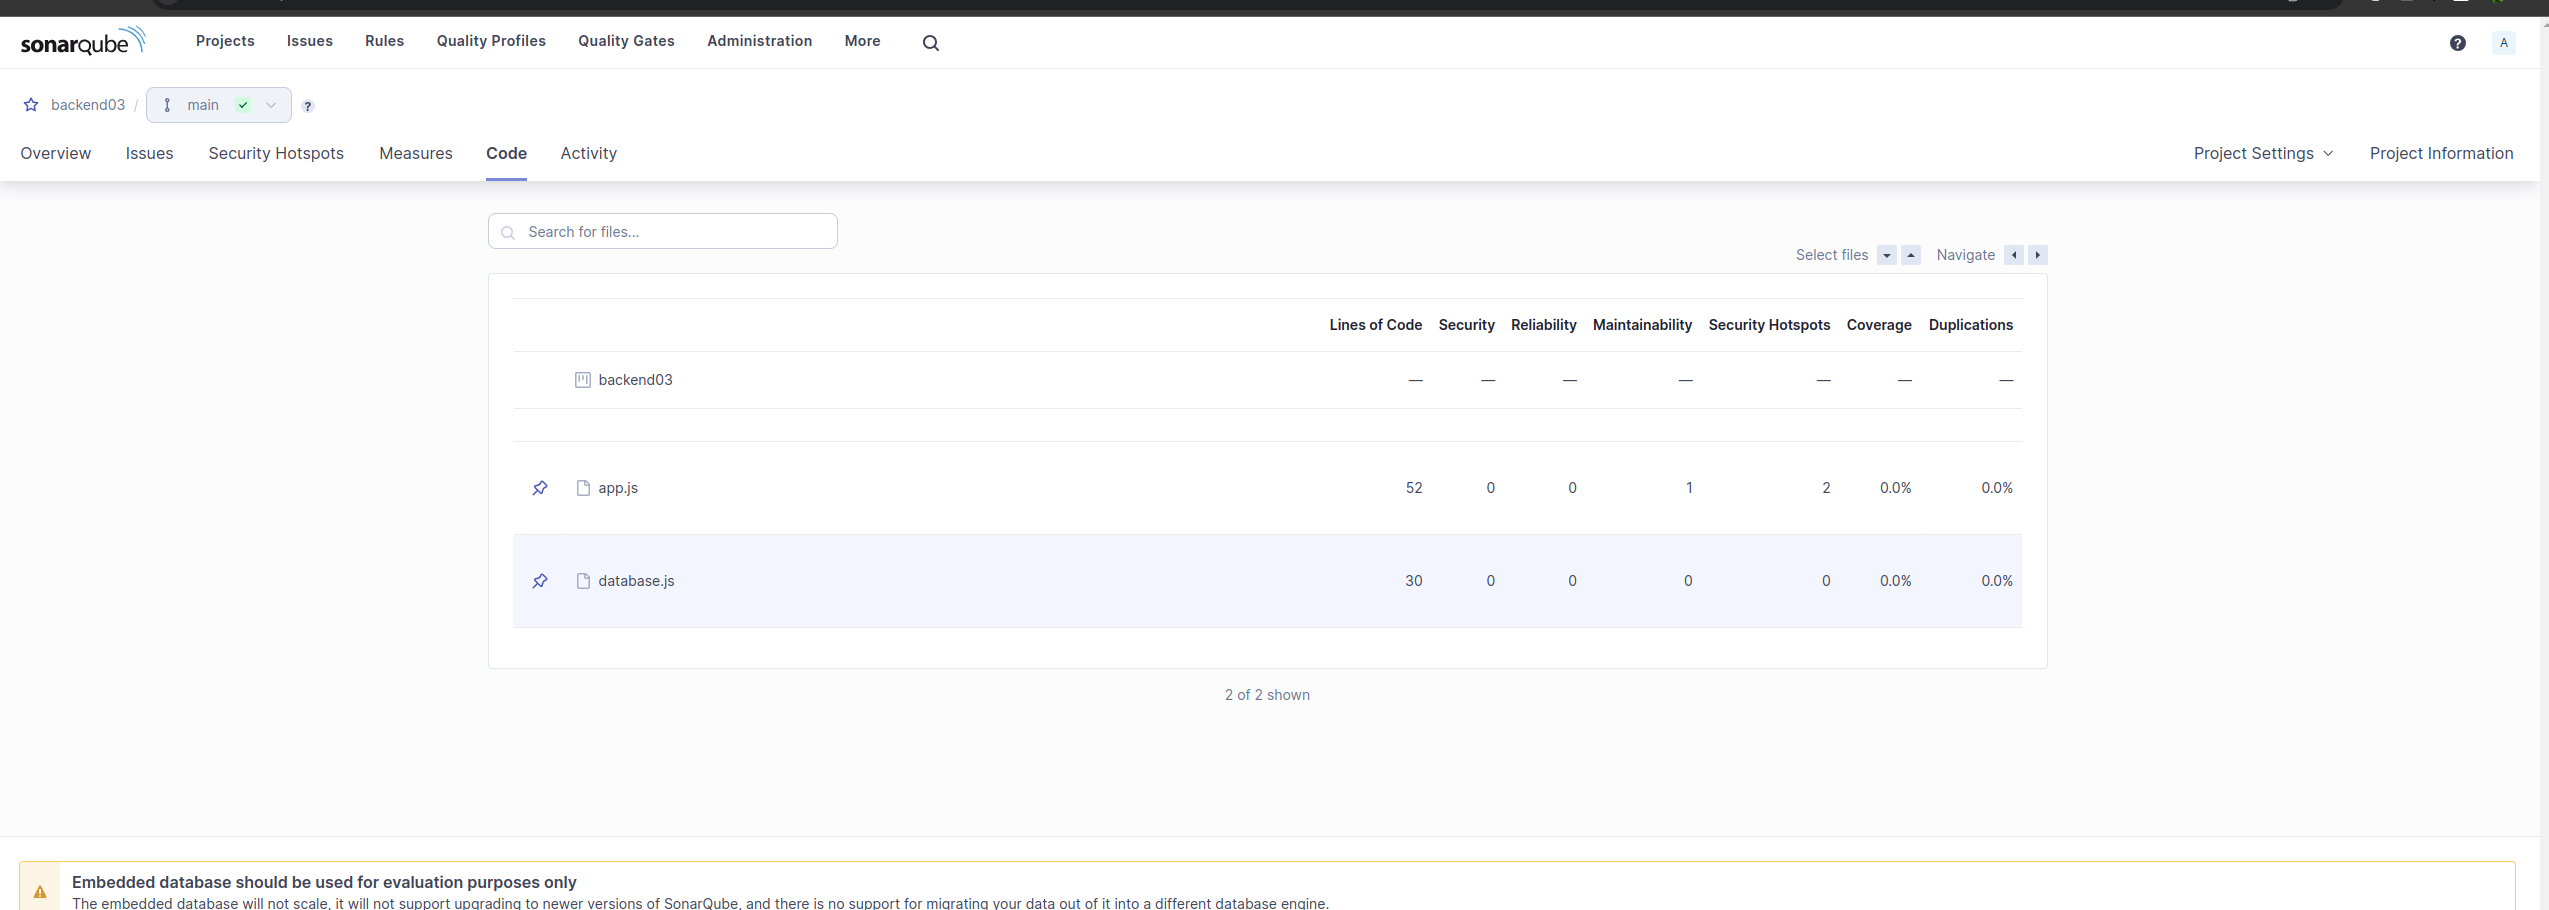 sonarqube Projects Issues Rules Quality Profiles Quality Gates Administration More ? A
backend03 / main ?
Overview Issues Security Hotspots Measures Code Activity Project Settings Project Information
Search for files...
Select files Navigate
Lines of Code Security Reliability Maintainability Security Hotspots Coverage Duplications
backend03 — — — — — — —
app.js 52 0 0 1 2 0.0% 0.0%
database.js 30 0 0 0 0 0.0% 0.0%
2 of 2 shown
Embedded database should be used for evaluation purposes only
The embedded database will not scale, it will not support upgrading to newer versions of SonarQube, and there is no support for migrating your data out of it into a different database engine.